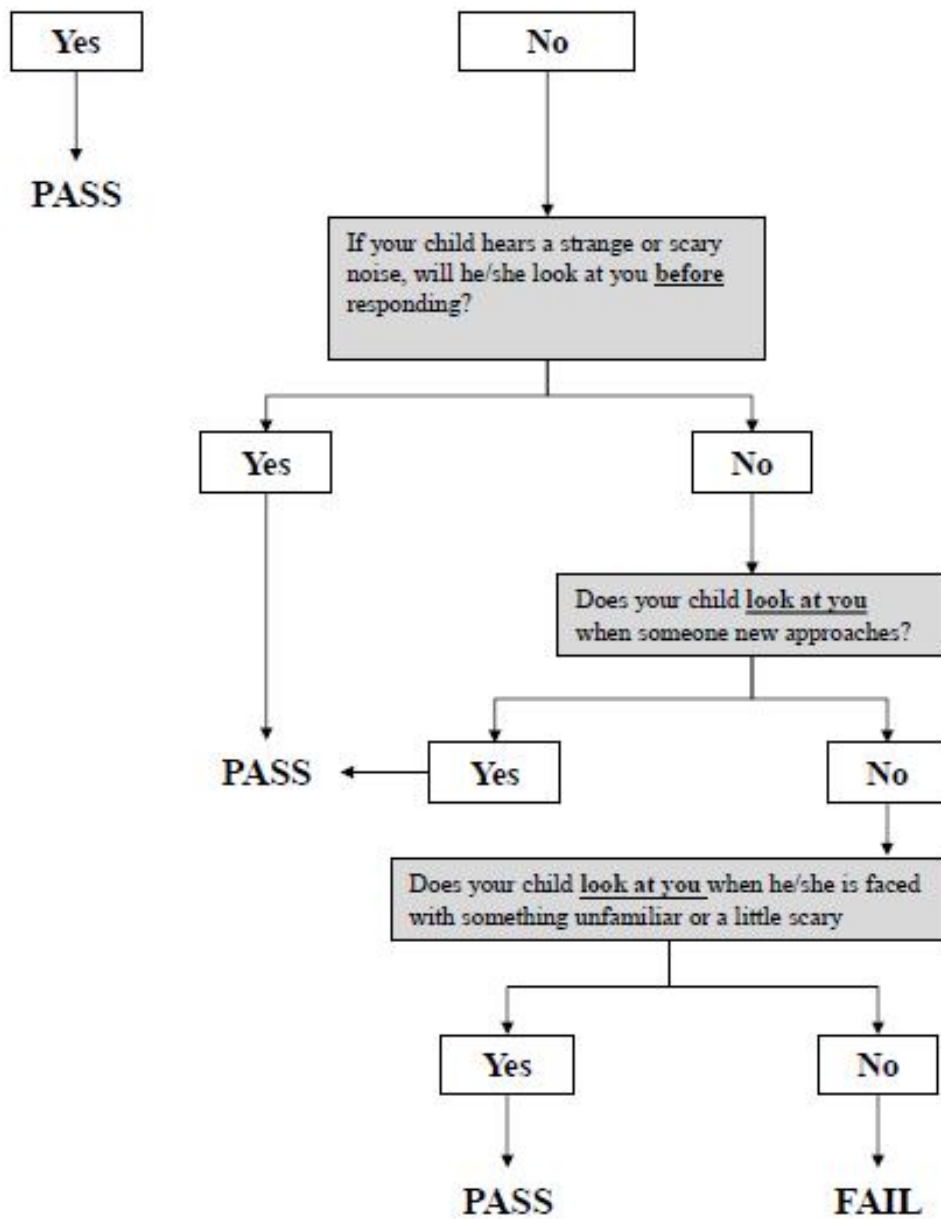 Yes
No
PASS
If your child hears a strange or scary
noise, will he/she look at you before
responding?
Yes
No
Does your child look at you
when someone new approaches?
PASS
Yes
No
Does your child look at you when he/she is faced
with something unfamiliar or a little scary
Yes
No
PASS
FAIL